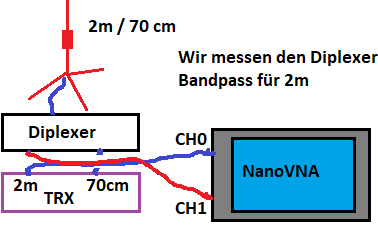 2m / 70 cm
Wir messen den Diplexer
Bandpass für 2m
Diplexer
CH0
NanoVNA
2m
70cm
TRX
CH1